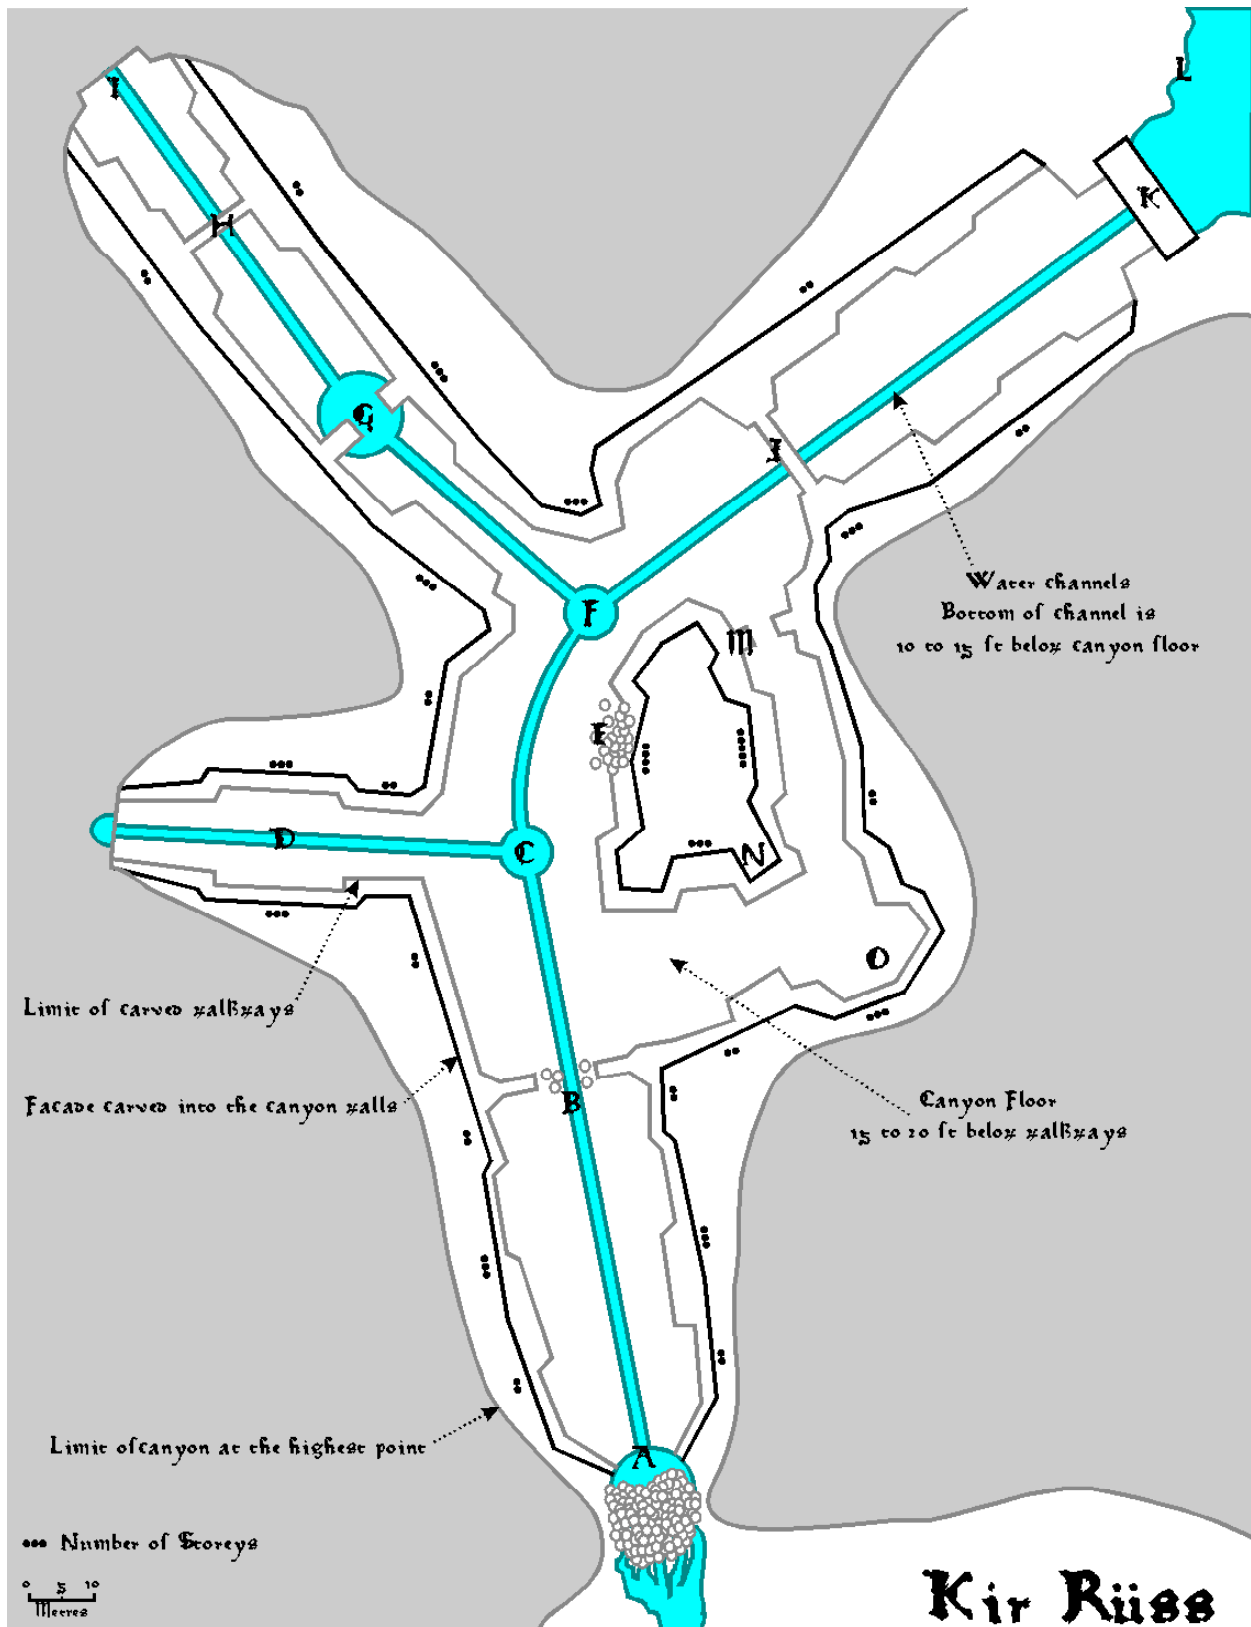 I
L
K
H
G
J
Water channels
Bottom of channel is
10 to 15 ft below canyon floor
F
M
E
D
C
N
O
Limit of carved walkways
Facade carved into the canyon walls
B
Canyon Floor
15 to 20 ft below walkways
Limit of canyon at the highest point
A
Number of Storeys
0 5 10
Metres
Kir Rüss